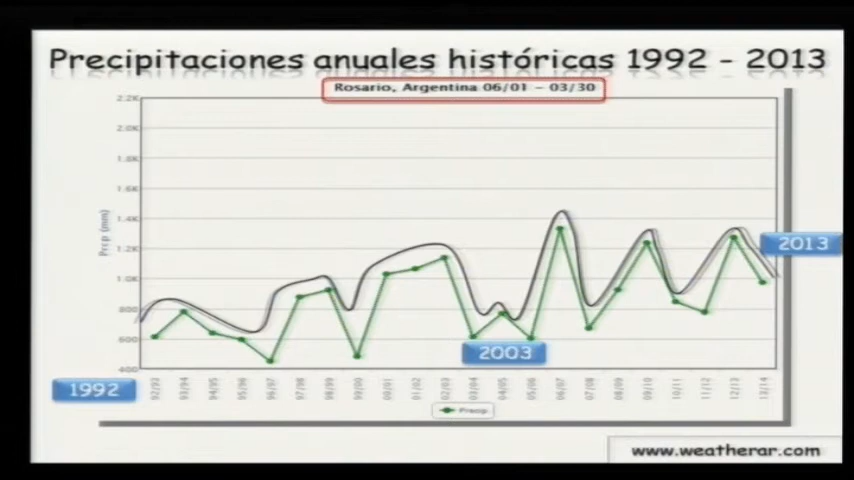 Precipitaciones anuales históricas 1992 - 2013
Rosario, Argentina 06/01 - 03/30
2.2K
2.0K
1.8K
1.6K
1.4K
1.2K
1.0K
800
600
400
Prcp (mm)
2013
2003
1992
92/93 93/94 94/95 95/96 96/97 97/98 98/99 99/00 00/01 01/02 02/03 03/04 04/05 05/06 06/07 07/08 08/09 09/10 10/11 11/12 12/13 13/14
Precip
www.weatherar.com